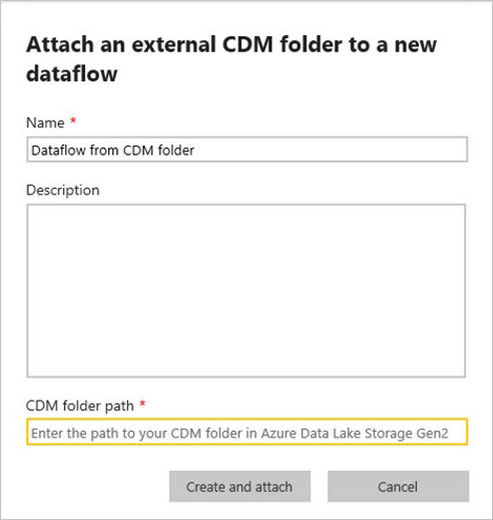 Attach an external CDM folder to a new
dataflow
Name *
Dataflow from CDM folder
Description
CDM folder path *
Enter the path to your CDM folder in Azure Data Lake Storage Gen2
Create and attach
Cancel